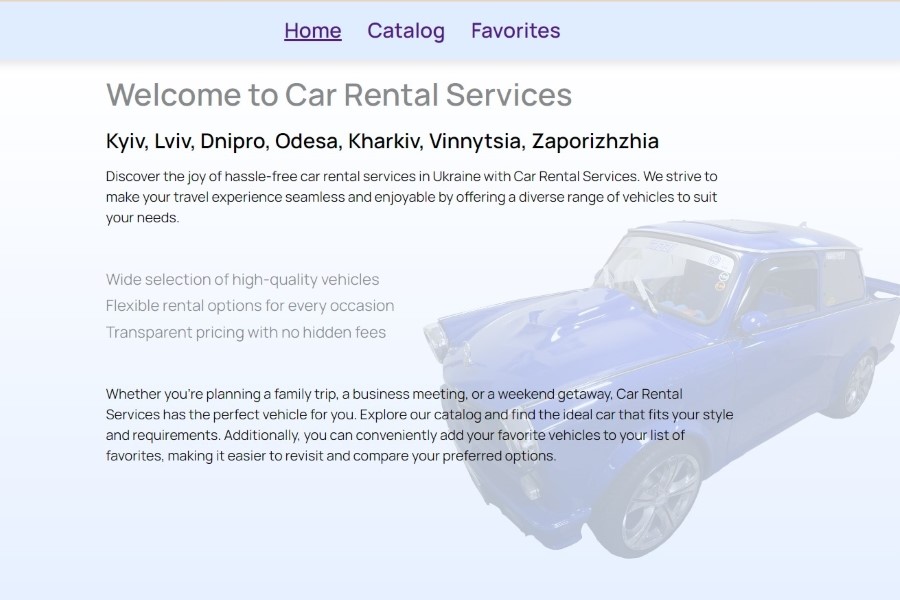 Home Catalog Favorites
Welcome to Car Rental Services
Kyiv, Lviv, Dnipro, Odesa, Kharkiv, Vinnytsia, Zaporizhzhia
Discover the joy of hassle-free car rental services in Ukraine with Car Rental Services. We strive to
make your travel experience seamless and enjoyable by offering a diverse range of vehicles to suit
your needs.
Wide selection of high-quality vehicles
Flexible rental options for every occasion
Transparent pricing with no hidden fees
Whether you're planning a family trip, a business meeting, or a weekend getaway, Car Rental
Services has the perfect vehicle for you. Explore our catalog and find the ideal car that fits your style
and requirements. Additionally, you can conveniently add your favorite vehicles to your list of
favorites, making it easier to revisit and compare your preferred options.